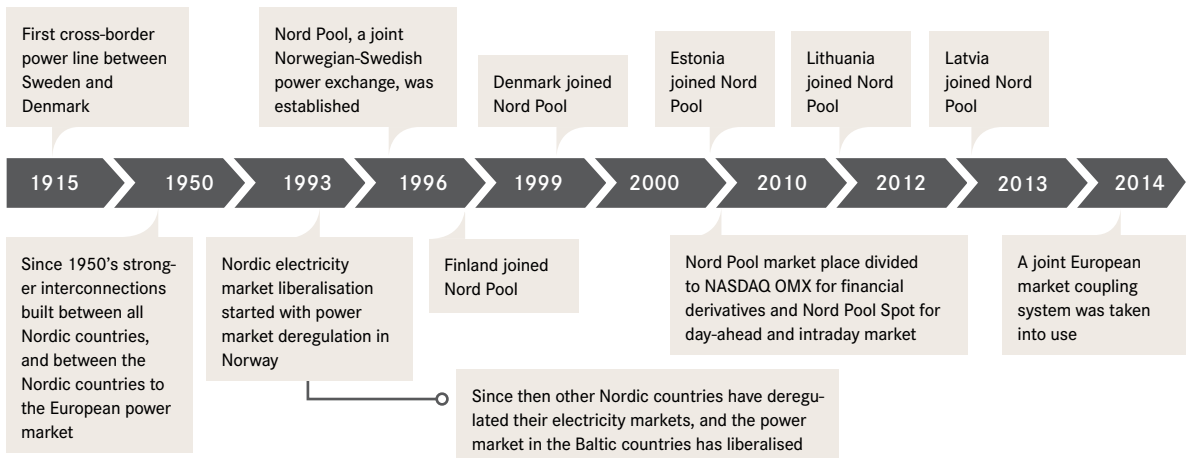 First cross-border
power line between
Sweden and
Denmark
Nord Pool, a joint
Norwegian-Swedish
power exchange, was
established
Denmark joined
Nord Pool
Estonia
joined Nord
Pool
Lithuania
joined Nord
Pool
Latvia
joined Nord
Pool
1915
1950
1993
1996
1999
2000
2010
2012
2013
2014
Since 1950's strong-
er interconnections
built between all
Nordic countries,
and between the
Nordic countries to
the European power
market
Nordic electricity
market liberalisation
started with power
market deregulation in
Norway
Finland joined
Nord Pool
Nord Pool market place divided
to NASDAQ OMX for financial
derivatives and Nord Pool Spot for
day-ahead and intraday market
A joint European
market coupling
system was taken
into use
Since then other Nordic countries have deregu-
lated their electricity markets, and the power
market in the Baltic countries has liberalised